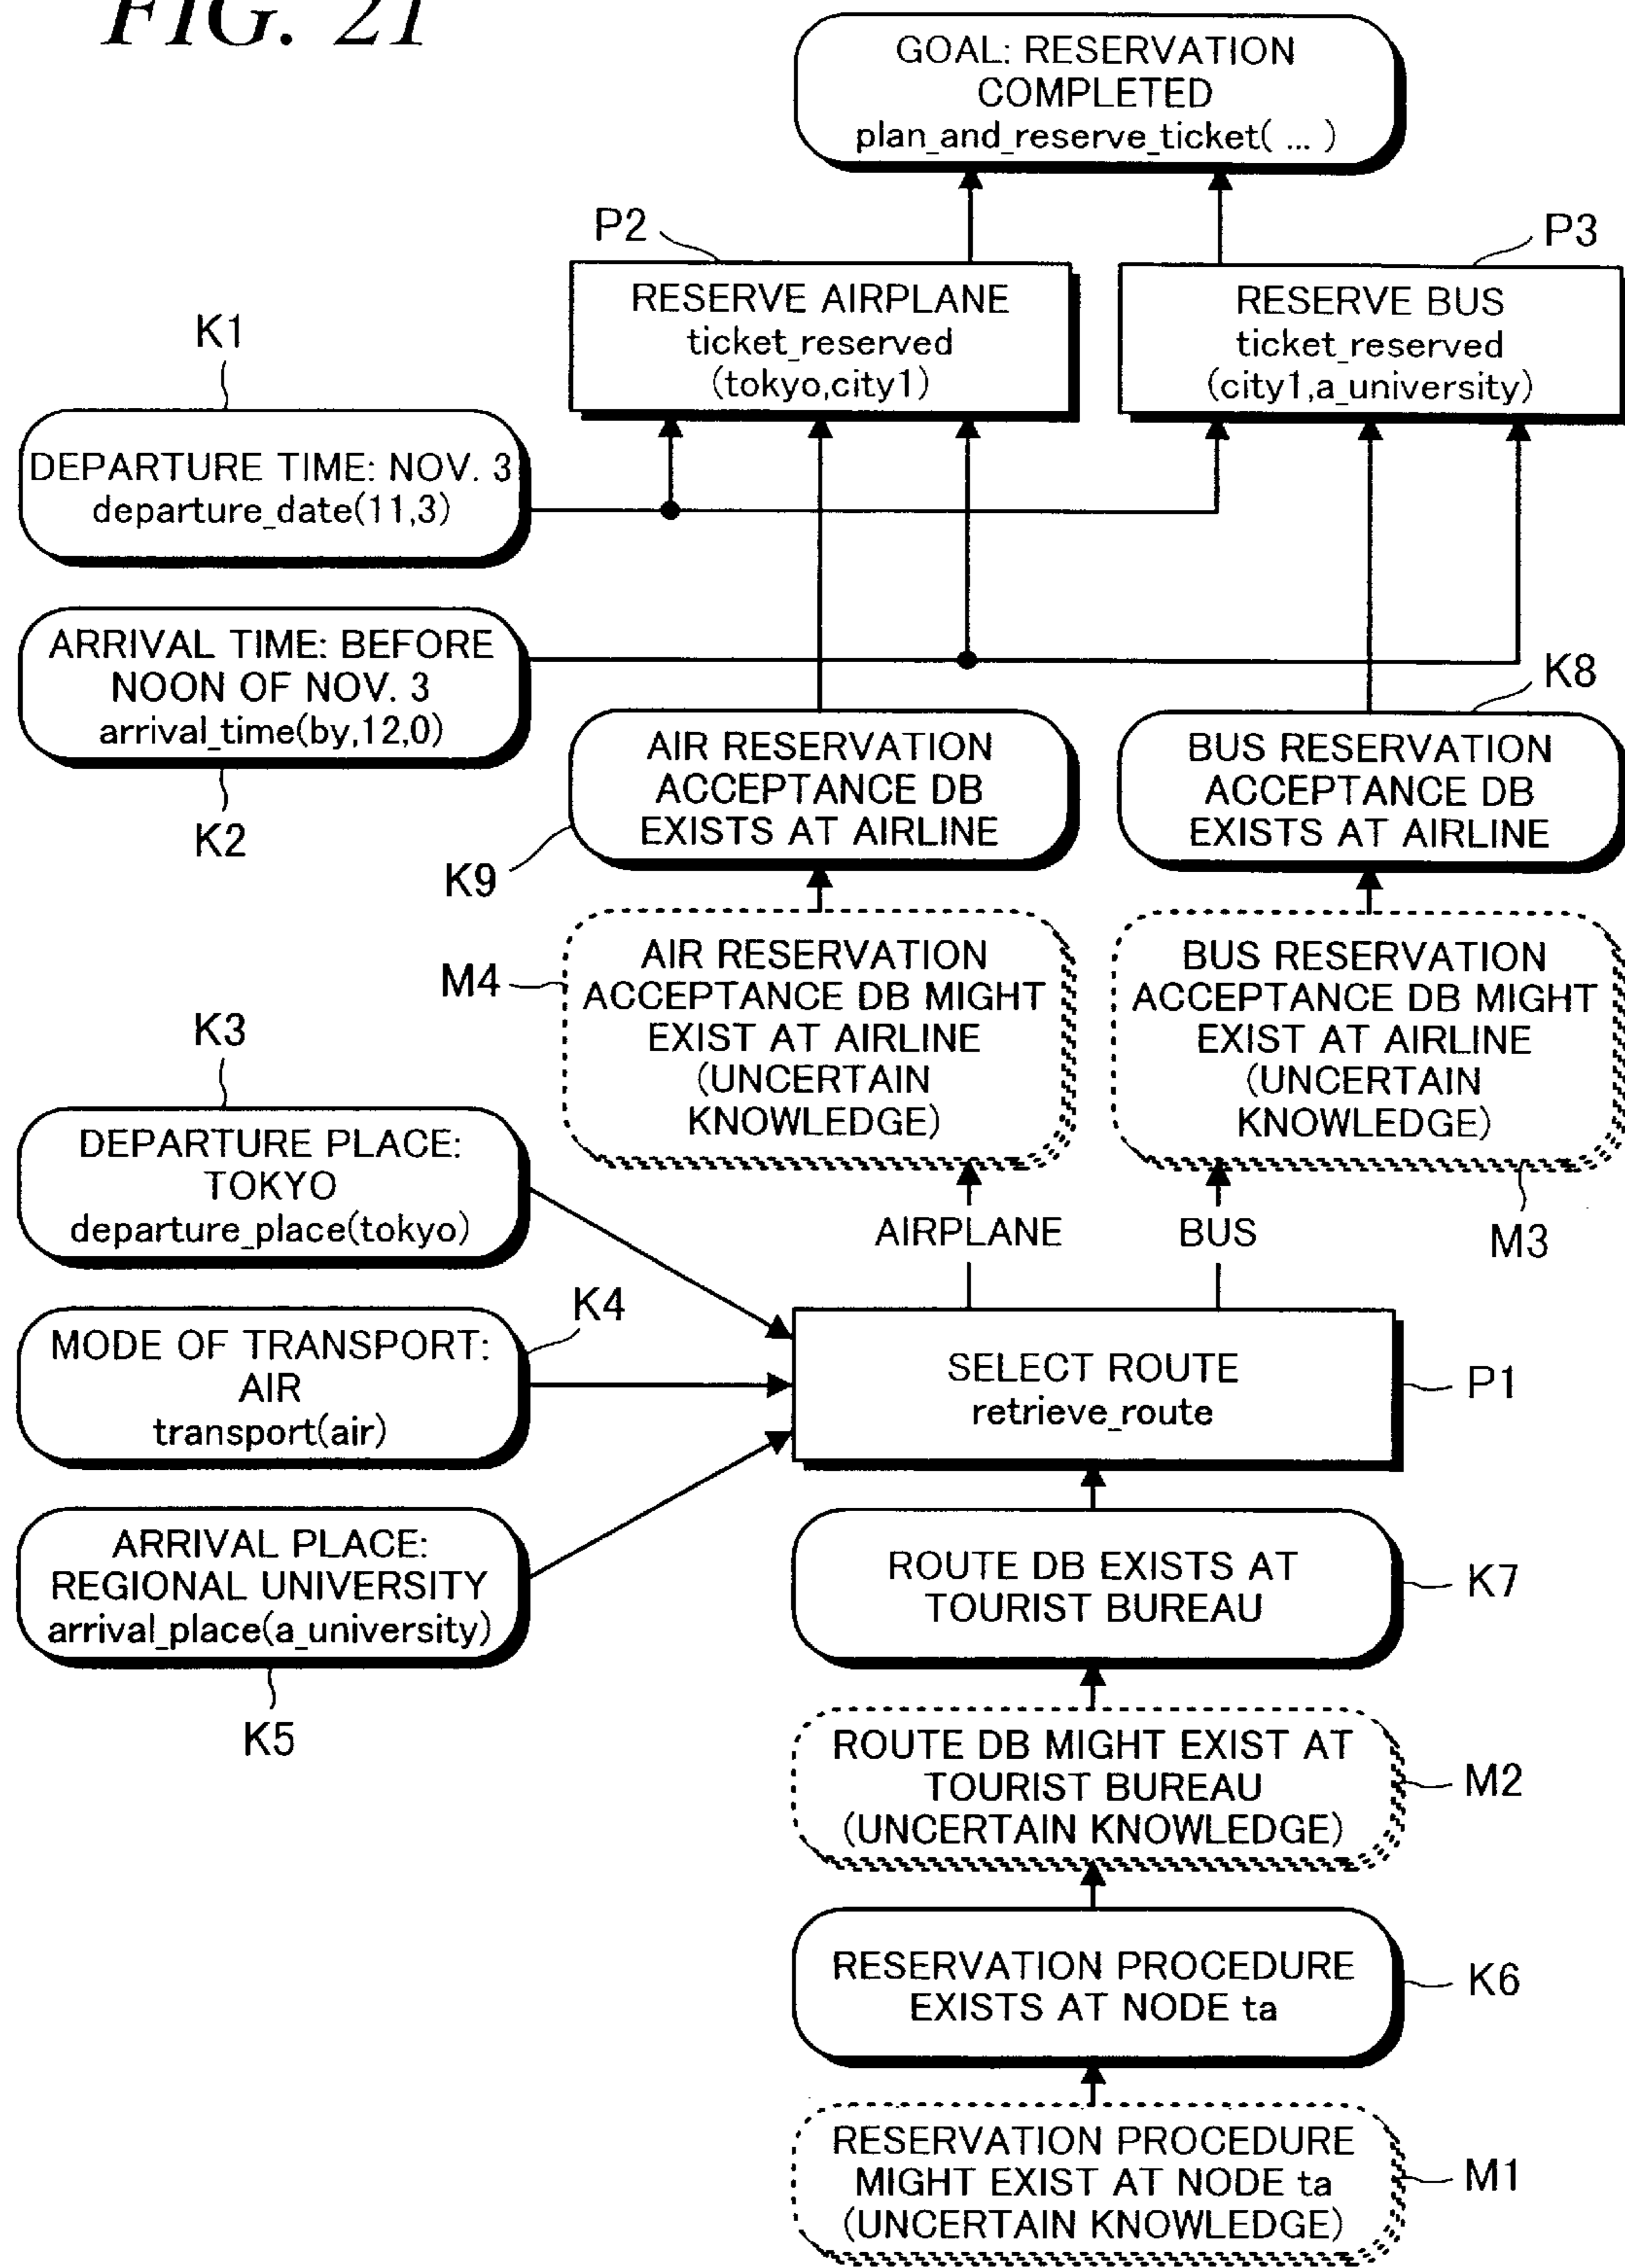 FIG. 21
GOAL: RESERVATION
COMPLETED
plan_and_reserve_ticket( ... )
P2
P3
RESERVE AIRPLANE
ticket_reserved
(tokyo,city1)
RESERVE BUS
ticket_reserved
(city1,a_university)
K1
DEPARTURE TIME: NOV. 3
departure_date(11,3)
ARRIVAL TIME: BEFORE
NOON OF NOV. 3
arrival_time(by,12,0)
K2
K8
AIR RESERVATION
ACCEPTANCE DB
EXISTS AT AIRLINE
K9
BUS RESERVATION
ACCEPTANCE DB
EXISTS AT AIRLINE
M4
AIR RESERVATION
ACCEPTANCE DB MIGHT
EXIST AT AIRLINE
(UNCERTAIN
KNOWLEDGE)
BUS RESERVATION
ACCEPTANCE DB MIGHT
EXIST AT AIRLINE
(UNCERTAIN
KNOWLEDGE)
M3
K3
DEPARTURE PLACE:
TOKYO
departure_place(tokyo)
AIRPLANE
BUS
K4
MODE OF TRANSPORT:
AIR
transport(air)
SELECT ROUTE
retrieve_route
P1
ARRIVAL PLACE:
REGIONAL UNIVERSITY
arrival_place(a_university)
K5
ROUTE DB EXISTS AT
TOURIST BUREAU
K7
ROUTE DB MIGHT EXIST AT
TOURIST BUREAU
(UNCERTAIN KNOWLEDGE)
M2
RESERVATION PROCEDURE
EXISTS AT NODE ta
K6
RESERVATION PROCEDURE
MIGHT EXIST AT NODE ta
(UNCERTAIN KNOWLEDGE)
M1